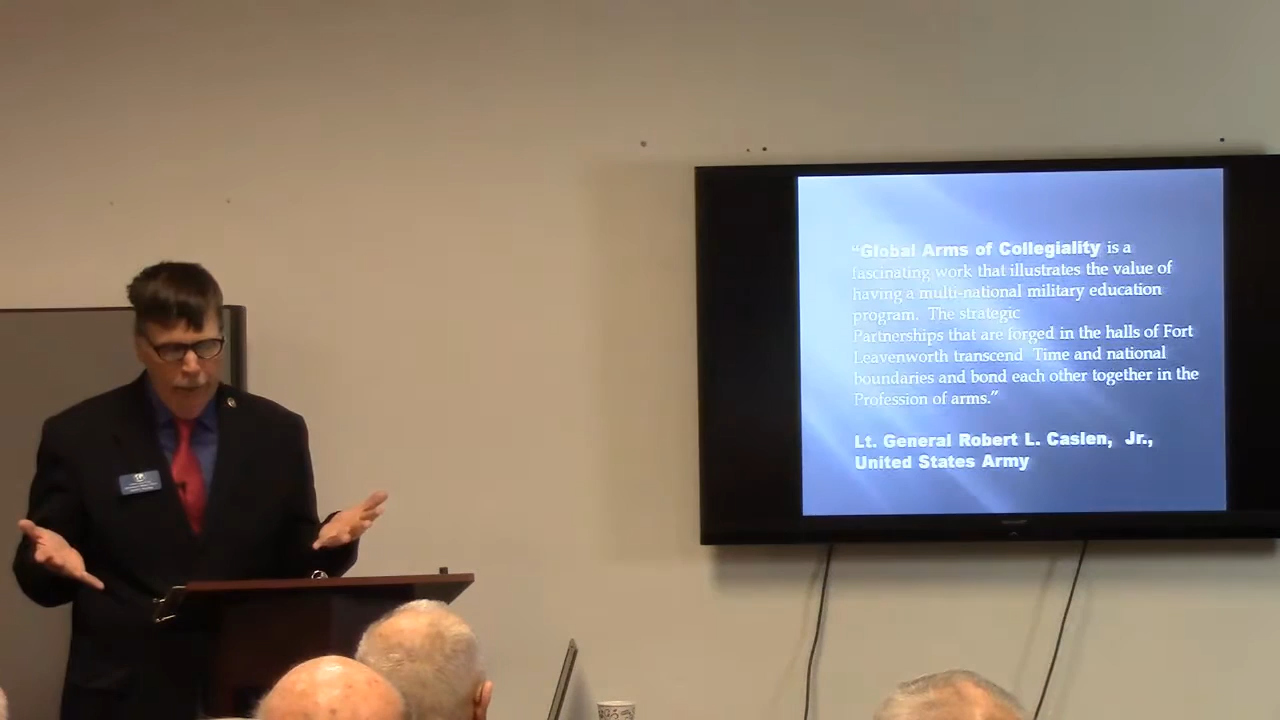 “Global Arms of Collegiality is a
fascinating work that illustrates the value of
having a multi-national military education
program. The strategic
Partnerships that are forged in the halls of Fort
Leavenworth transcend Time and national
boundaries and bond each other together in the
Profession of arms.”
Lt. General Robert L. Caslen, Jr.,
United States Army